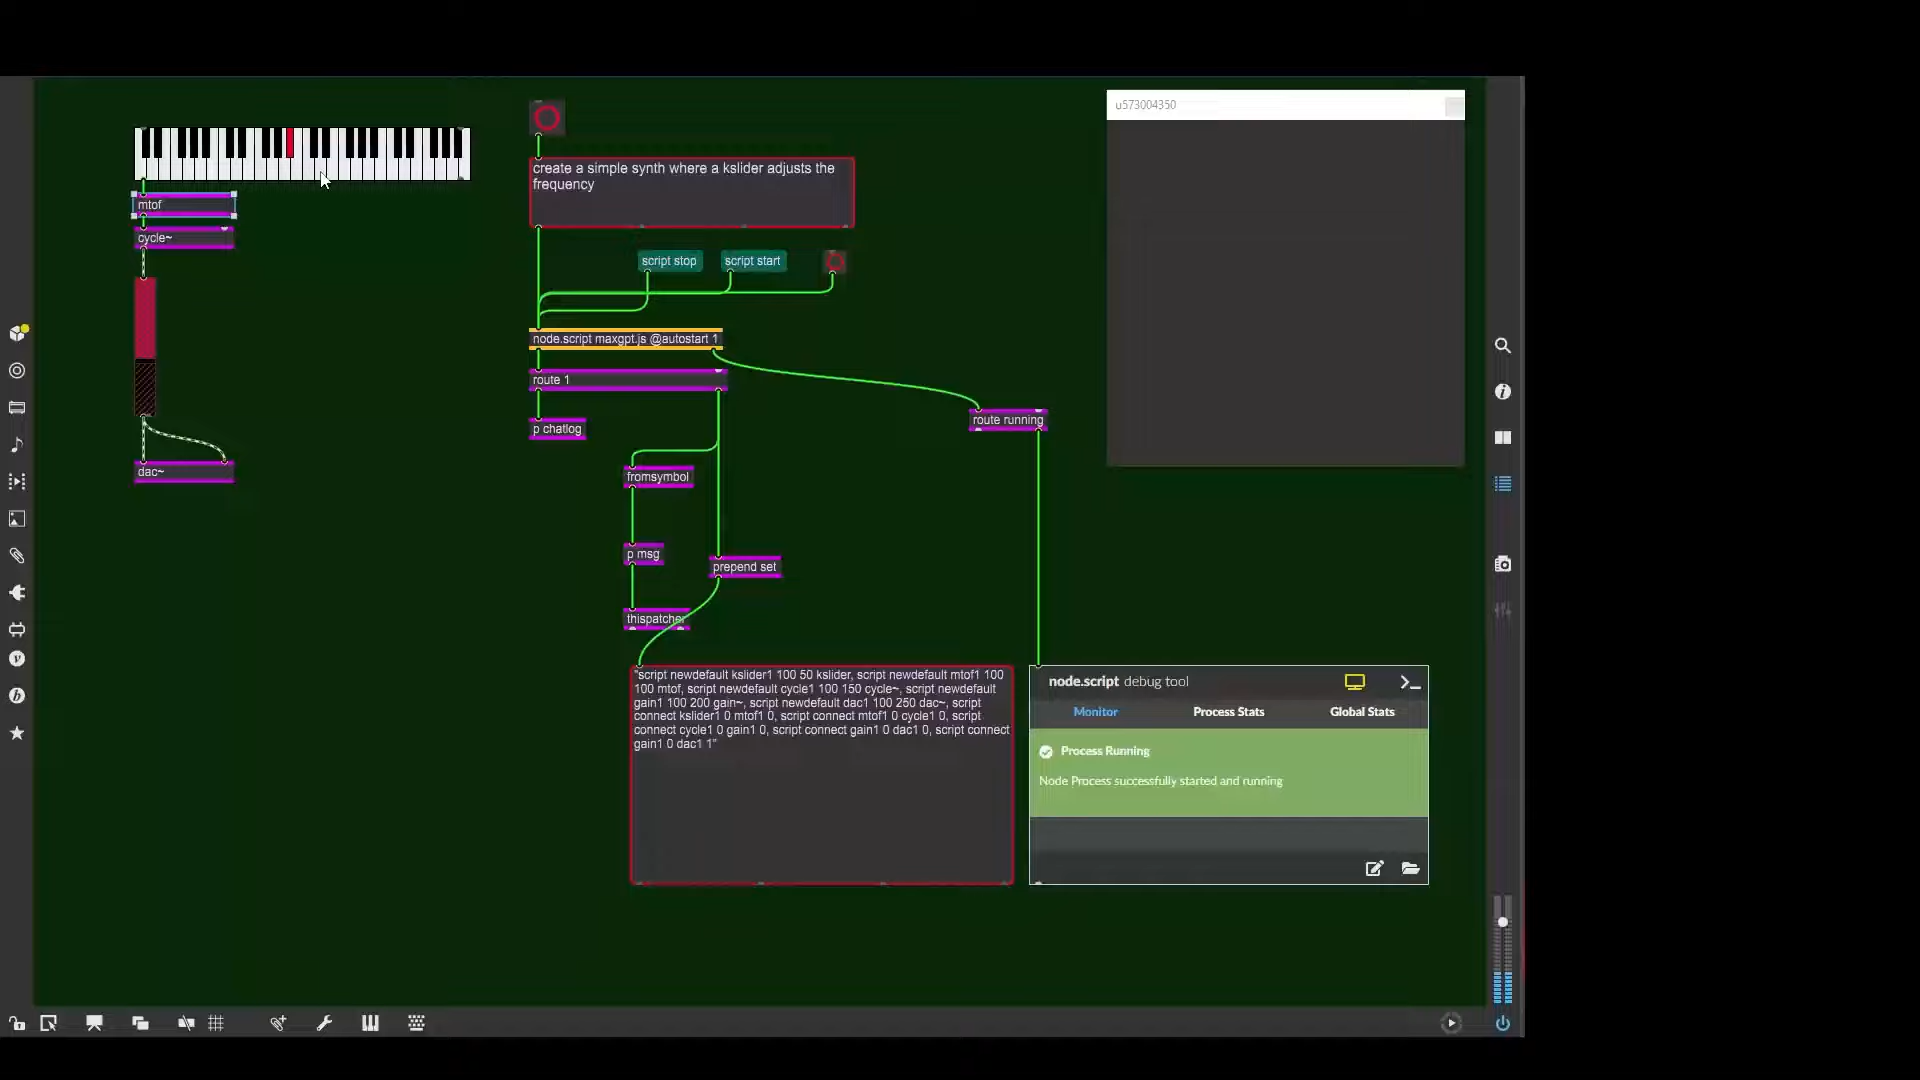 u573004350
create a simple synth where a kslider adjusts the
frequency
mtof
cycle~
script stop
script start
node.script maxgpt.js @autostart 1
route 1
p chatlog
route running
dac~
fromsymbol
p msg
prepend set
thispatcher
"script newdefault kslider1 100 50 kslider, script newdefault mtof1 100
100 mtof, script newdefault cycle1 100 150 cycle~, script newdefault
gain1 100 200 gain~, script newdefault dac1 100 250 dac~, script
connect kslider1 0 mtof1 0, script connect mtof1 0 cycle1 0, script
connect cycle1 0 gain1 0, script connect gain1 0 dac1 0, script connect
gain1 0 dac1 1"
node.script debug tool
Monitor
Process Stats
Global Stats
Process Running
Node Process successfully started and running